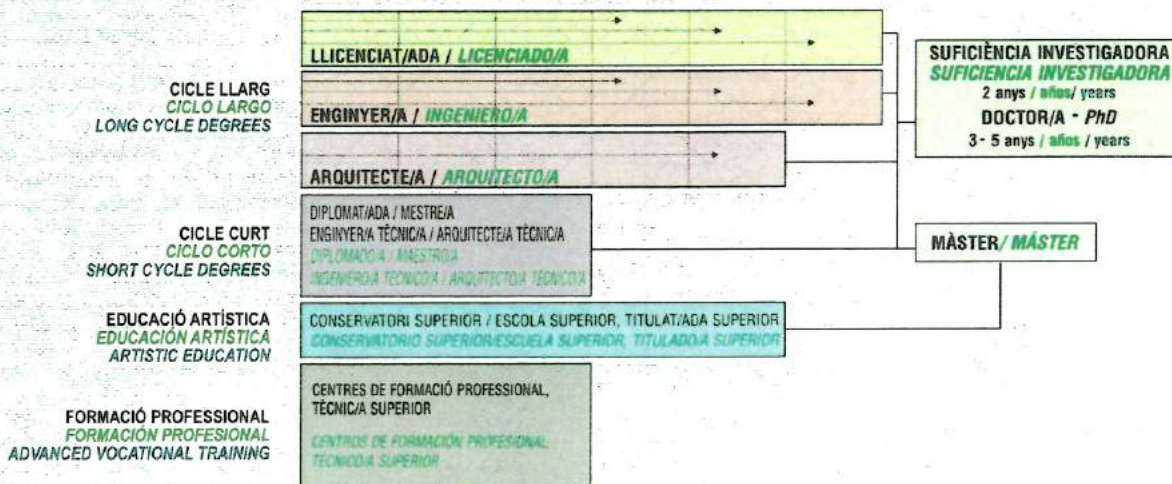 LLICENCIAT/ADA / LICENCIADO/A
CICLE LLARG
CICLO LARGO
LONG CYCLE DEGREES
ENGINYER/A / INGENIERO/A
ARQUITECTE/A / ARQUITECTO/A
SUFICIÈNCIA INVESTIGADORA
SUFICIENCIA INVESTIGADORA
2 anys / años/ years
DOCTOR/A - PhD
3- 5 anys / años / years
CICLE CURT
CICLO CORTO
SHORT CYCLE DEGREES
DIPLOMAT/ADA / MESTRE/A
ENGINYER/A TÈCNIC/A / ARQUITECTE/A TÈCNIC/A
DIPLOMADO/A / MAESTRO/A
INGENIERO/A TÉCNICO/A / ARQUITECTO/A TÉCNICO/A
MÀSTER/ MÁSTER
EDUCACIÓ ARTÍSTICA
EDUCACIÓN ARTÍSTICA
ARTISTIC EDUCATION
CONSERVATORI SUPERIOR / ESCOLA SUPERIOR, TITULAT/ADA SUPERIOR
CONSERVATORIO SUPERIOR/ESCUELA SUPERIOR, TITULADO/A SUPERIOR
FORMACIÓ PROFESSIONAL
FORMACIÓN PROFESIONAL
ADVANCED VOCATIONAL TRAINING
CENTRES DE FORMACIÓ PROFESSIONAL,
TÈCNIC/A SUPERIOR
CENTROS DE FORMACIÓN PROFESIONAL,
TÉCNICO/A SUPERIOR